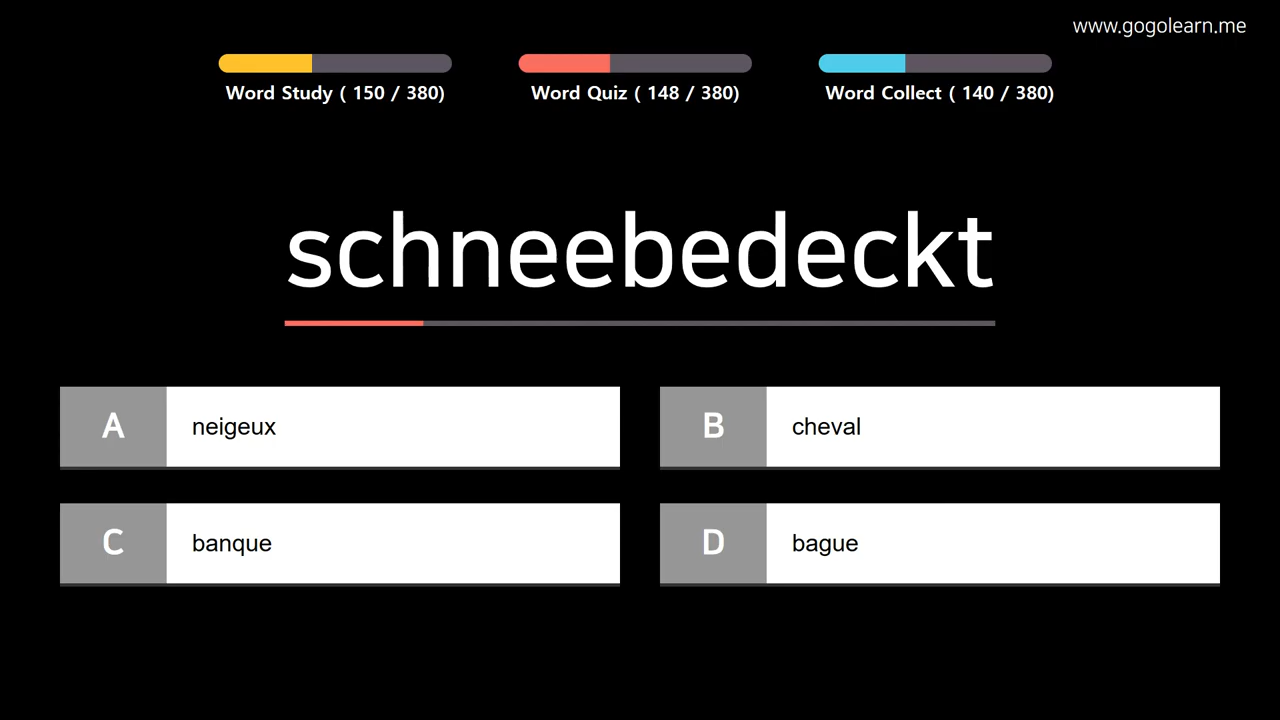 www.gogolearn.me
Word Study ( 150 / 380)
Word Quiz ( 148 / 380)
Word Collect ( 140 / 380)
schneebedeckt
A neigeux
B cheval
C banque
D bague